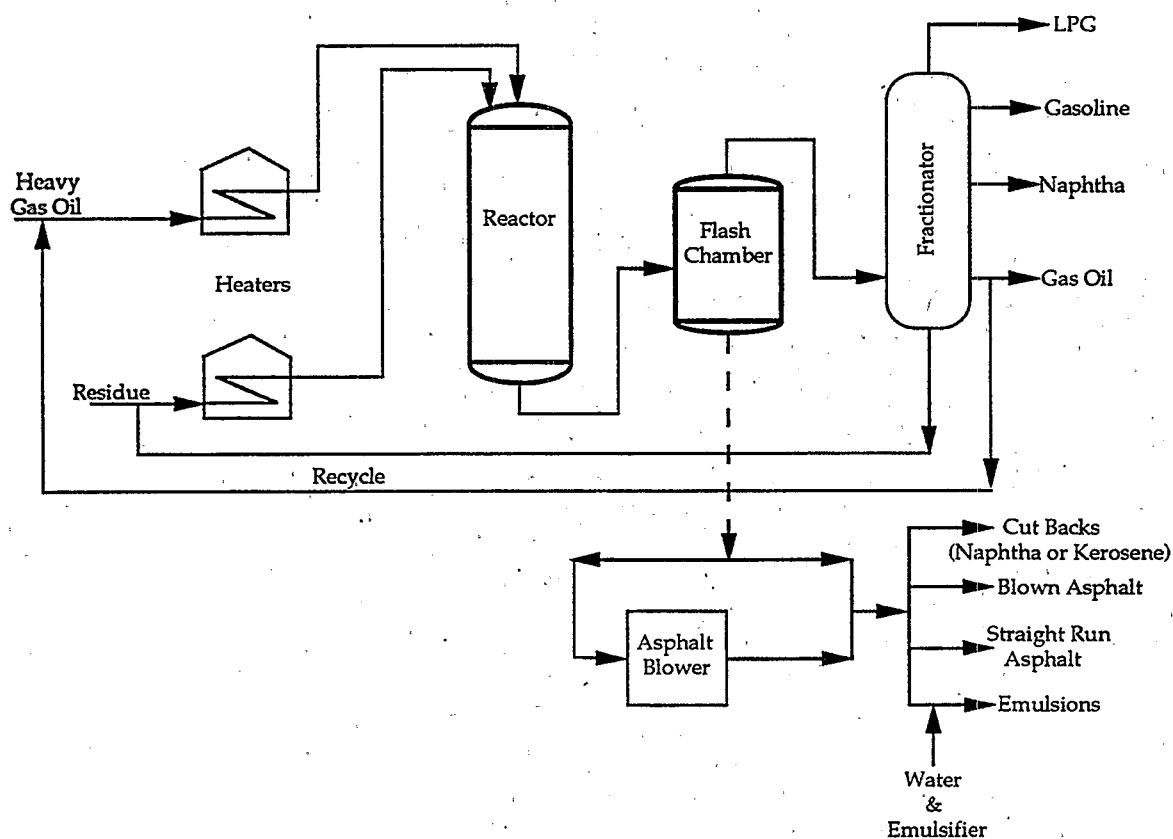 LPG
Gasoline
Naphtha
Gas Oil
Fractionator
Flash
Chamber
Reactor
Heavy
Gas Oil
Heaters
Residue
Recycle
Cut Backs
(Naphtha or Kerosene)
Blown Asphalt
Straight Run
Asphalt
Emulsions
Asphalt
Blower
Water
&
Emulsifier